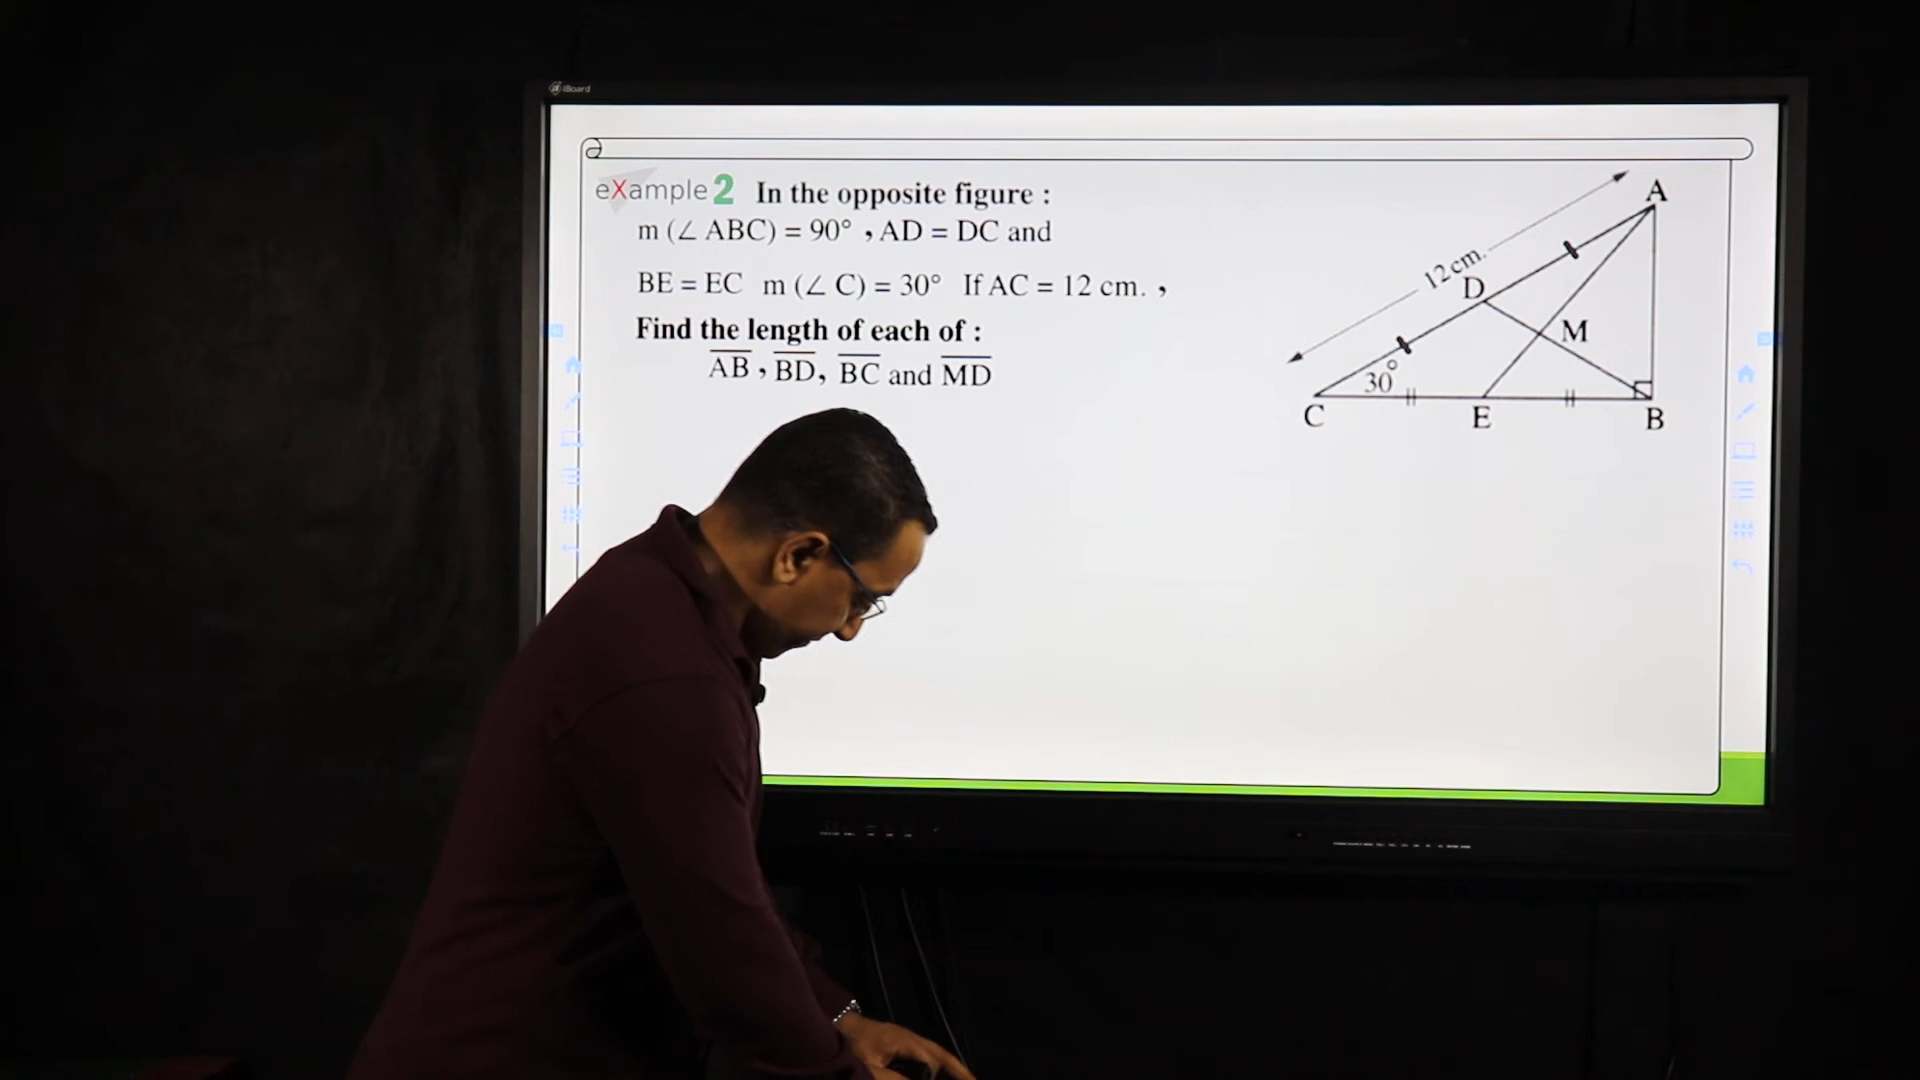 iBoard
eXample 2 In the opposite figure :
m (∠ ABC) = 90° , AD = DC and
BE = EC m (∠ C) = 30° If AC = 12 cm. ,
Find the length of each of :
AB , BD, BC and MD
A
12 cm.
D
M
30°
C E B